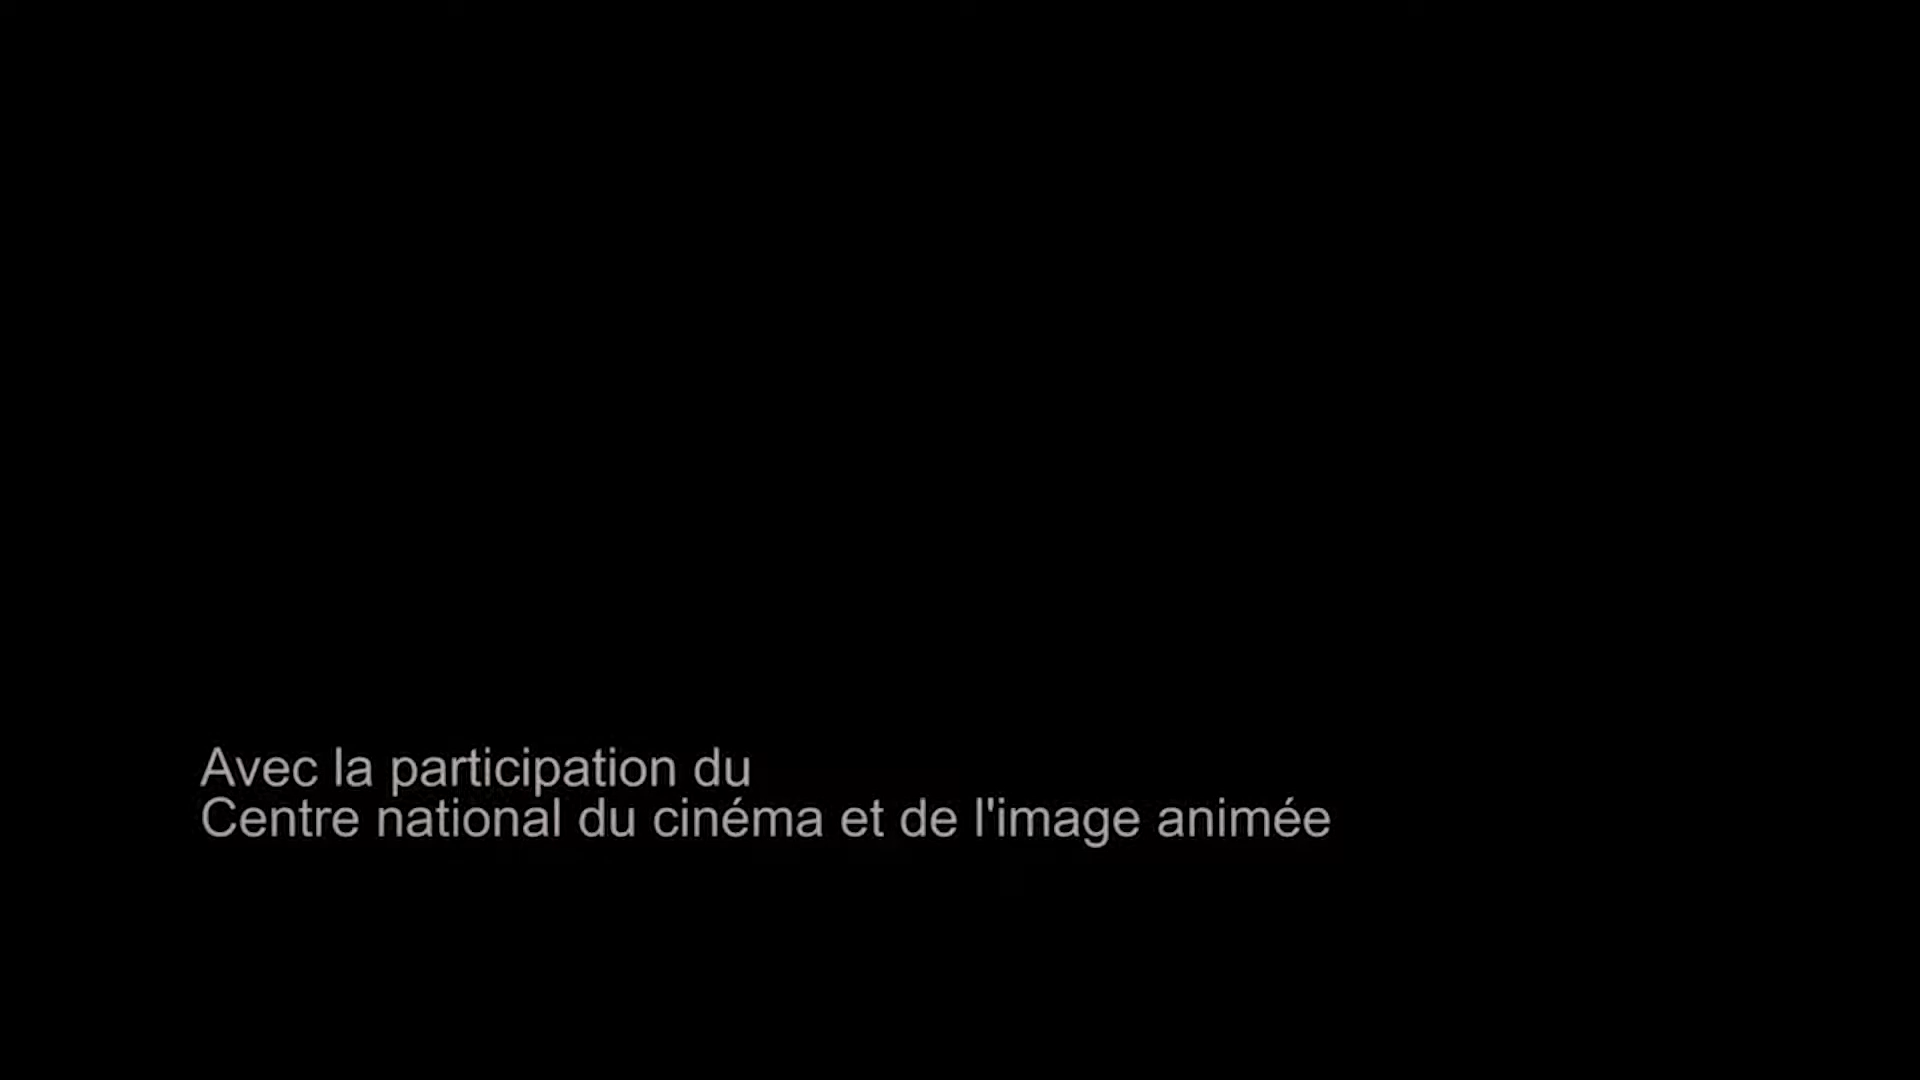 Avec la participation du
Centre national du cinéma et de l'image animée